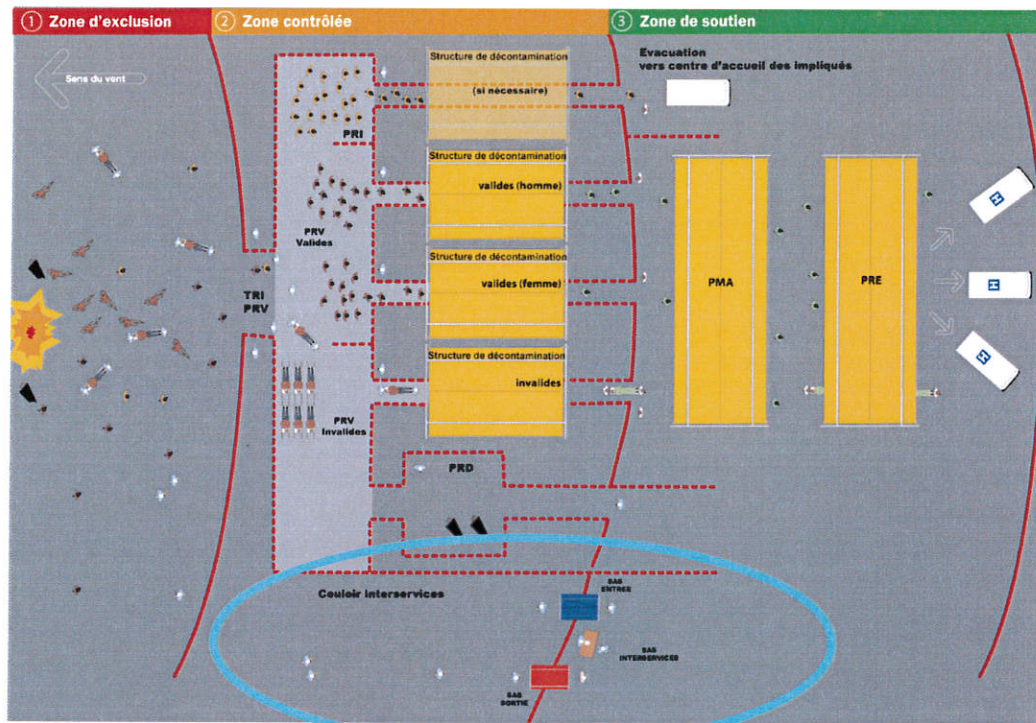 1 Zone d'exclusion
2 Zone contrôlée
3 Zone de soutien
Sens du vent
Structure de décontamination
(si nécessaire)
Evacuation
vers centre d'accueil des impliqués
PRI
Structure de décontamination
valides (homme)
PRV
Valides
Structure de décontamination
valides (femme)
TRI
PRV
PMA
PRE
H
H
H
Structure de décontamination
invalides
PRV
Invalides
PRD
Couloir Interservices
SAS
ENTREE
SAS
INTERSERVICES
SAS
SORTIE